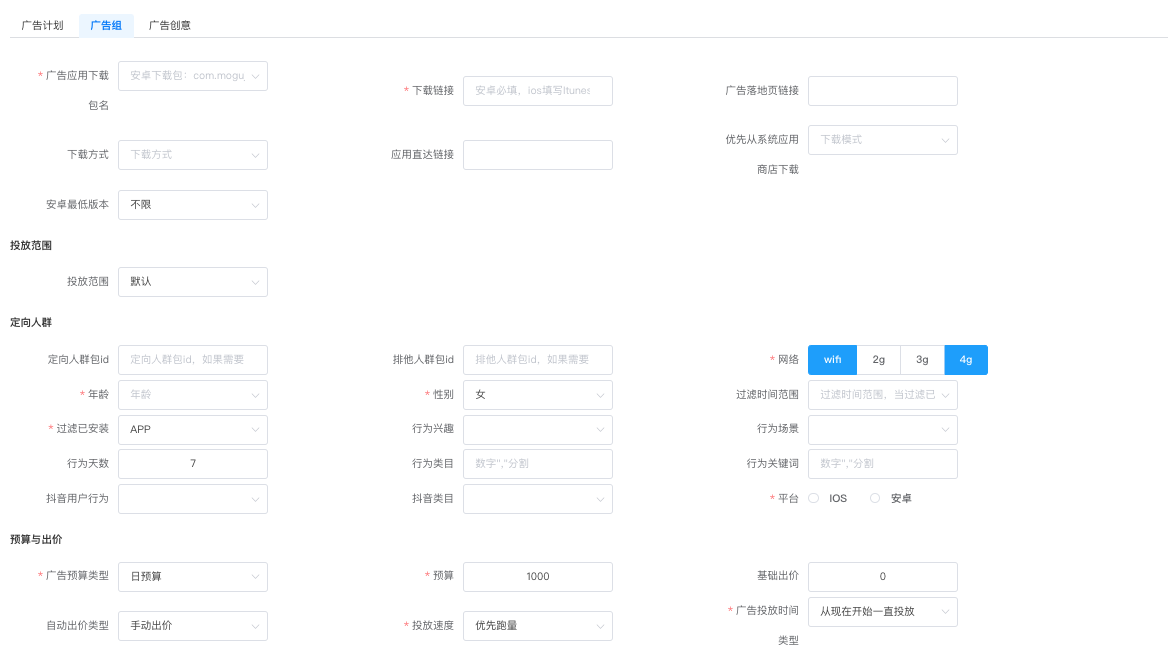 广告计划 广告组 广告创意
* 广告应用下载包名 安卓下载包：com.mogu
* 下载链接 安卓必填，ios填写Itunes
广告落地页链接
下载方式 下载方式
应用直达链接
优先从系统应用商店下载 下载模式
安卓最低版本 不限
投放范围
投放范围 默认
定向人群
定向人群包id 定向人群包id，如果需要
排他人群包id 排他人群包id，如果需要
* 网络 wifi 2g 3g 4g
* 年龄 年龄
* 性别 女
过滤时间范围 过滤时间范围，当过滤已
* 过滤已安装 APP
行为兴趣
行为场景
行为天数 7
行为类目 数字","分割
行为关键词 数字","分割
抖音用户行为
抖音类目
* 平台 IOS 安卓
预算与出价
* 广告预算类型 日预算
* 预算 1000
基础出价 0
自动出价类型 手动出价
* 投放速度 优先跑量
* 广告投放时间类型 从现在开始一直投放